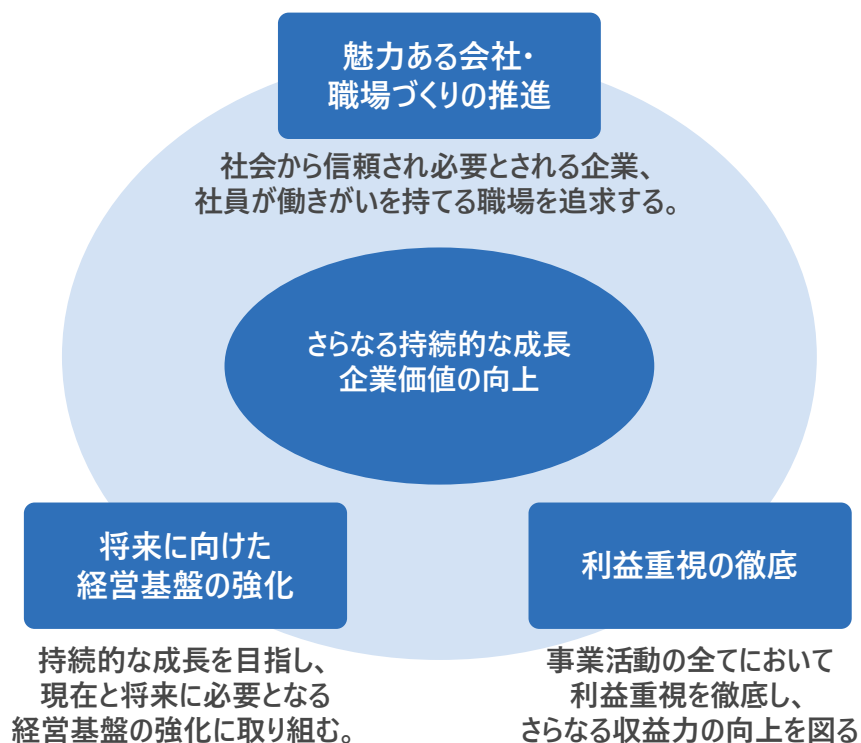 魅力ある会社・
職場づくりの推進
社会から信頼され必要とされる企業、
社員が働きがいを持てる職場を追求する。
さらなる持続的な成長
企業価値の向上
将来に向けた
経営基盤の強化
持続的な成長を目指し、
現在と将来に必要となる
経営基盤の強化に取り組む。
利益重視の徹底
事業活動の全てにおいて
利益重視を徹底し、
さらなる収益力の向上を図る